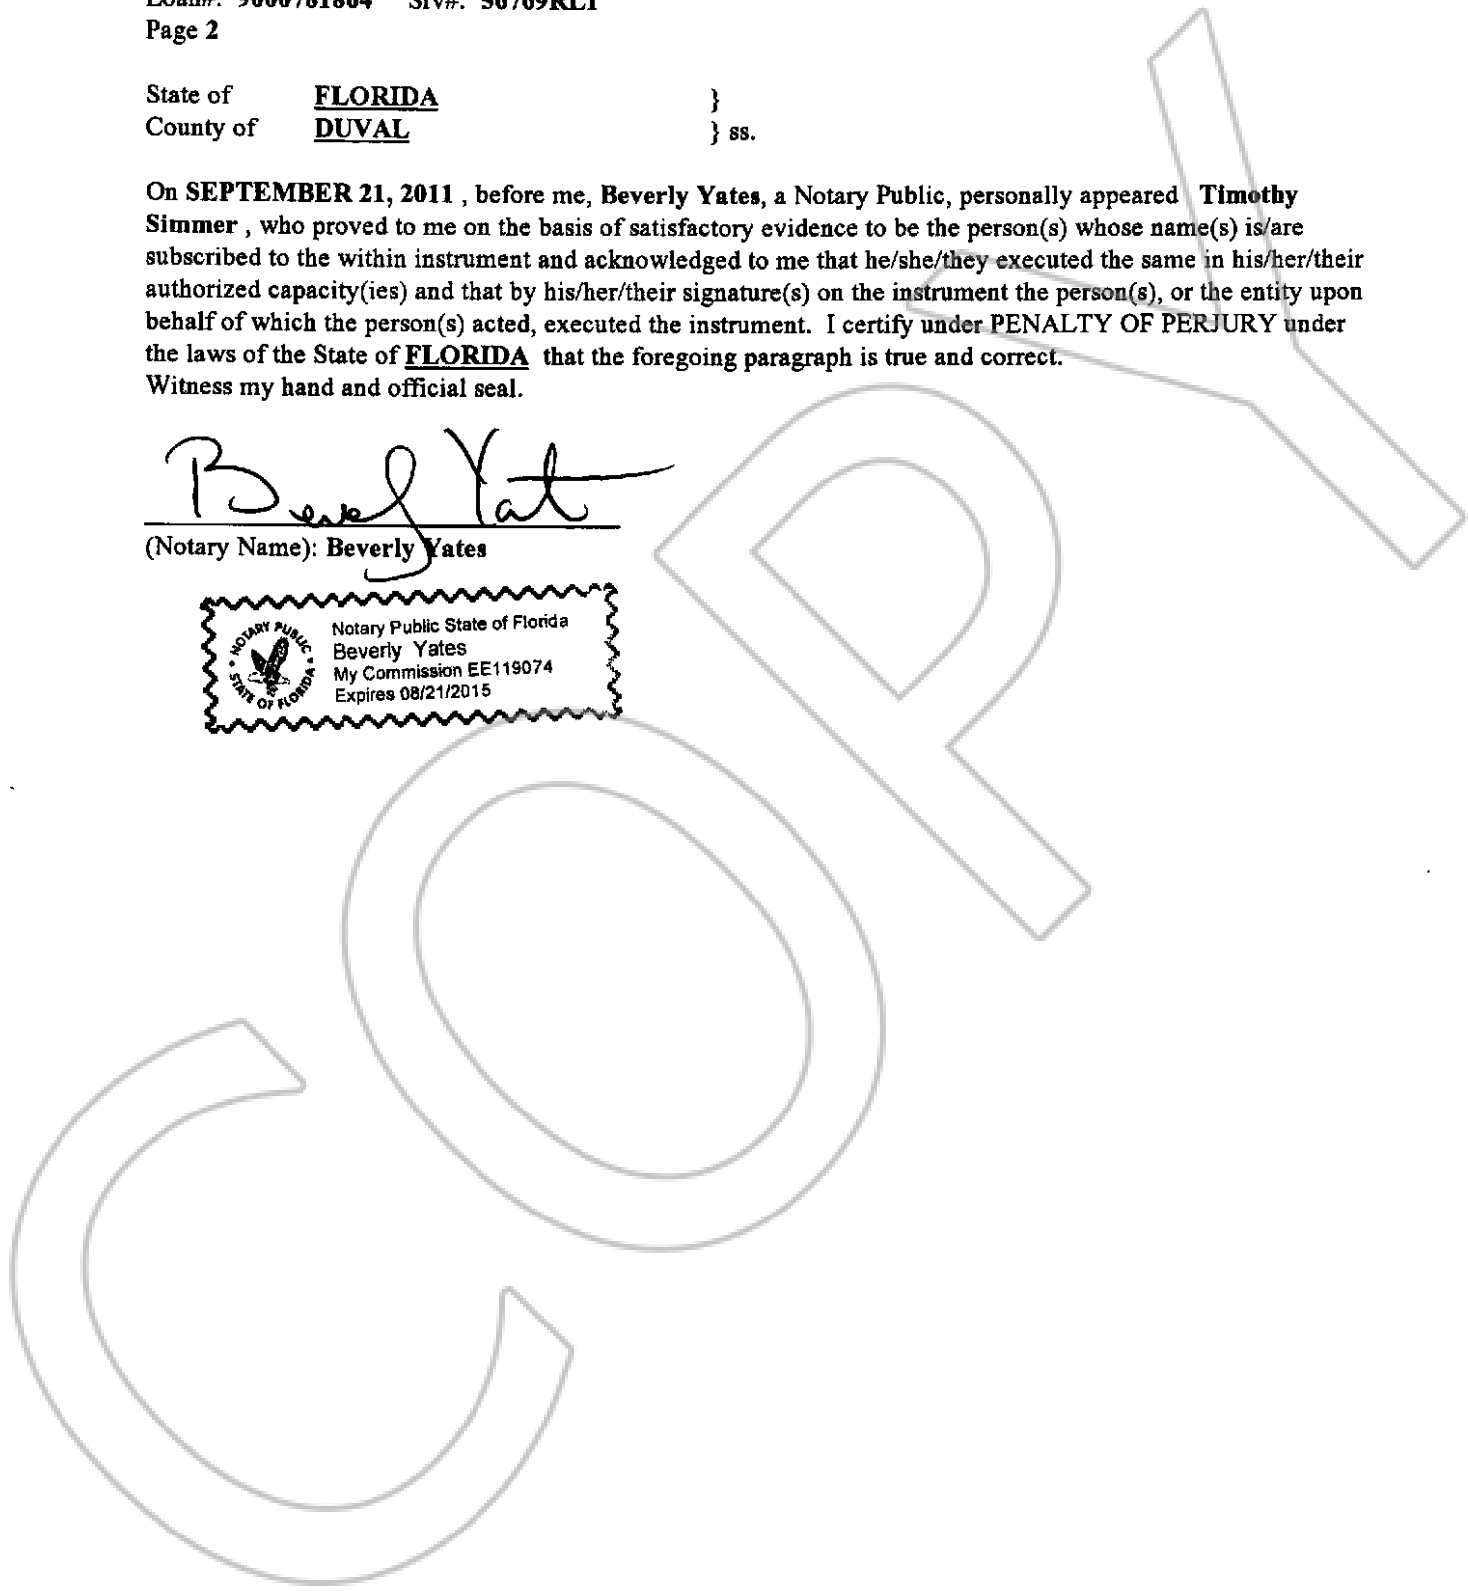 Page 2
State of FLORIDA }
County of DUVAL } ss.
On SEPTEMBER 21, 2011 , before me, Beverly Yates, a Notary Public, personally appeared Timothy
Simmer , who proved to me on the basis of satisfactory evidence to be the person(s) whose name(s) is/are
subscribed to the within instrument and acknowledged to me that he/she/they executed the same in his/her/their
authorized capacity(ies) and that by his/her/their signature(s) on the instrument the person(s), or the entity upon
behalf of which the person(s) acted, executed the instrument. I certify under PENALTY OF PERJURY under
the laws of the State of FLORIDA that the foregoing paragraph is true and correct.
Witness my hand and official seal.
(Notary Name): Beverly Yates
NOTARY PUBLIC
STATE OF FLORIDA
Notary Public State of Florida
Beverly Yates
My Commission EE119074
Expires 08/21/2015
COPY